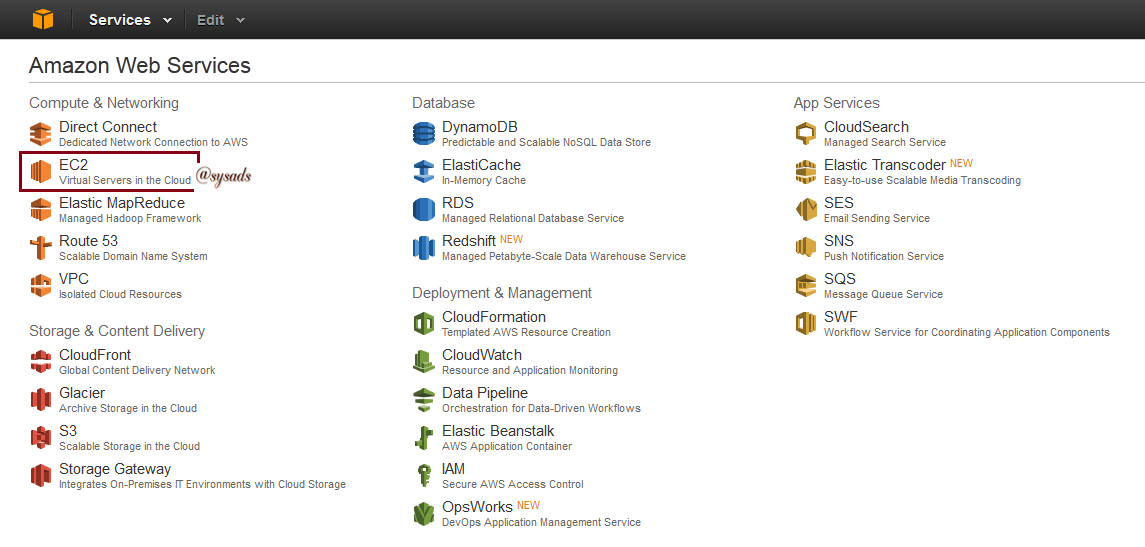 Services Edit
Amazon Web Services
Compute & Networking
Direct Connect
Dedicated Network Connection to AWS
EC2
Virtual Servers in the Cloud
@sysads
Elastic MapReduce
Managed Hadoop Framework
Route 53
Scalable Domain Name System
VPC
Isolated Cloud Resources
Storage & Content Delivery
CloudFront
Global Content Delivery Network
Glacier
Archive Storage in the Cloud
S3
Scalable Storage in the Cloud
Storage Gateway
Integrates On-Premises IT Environments with Cloud Storage
Database
DynamoDB
Predictable and Scalable NoSQL Data Store
ElastiCache
In-Memory Cache
RDS
Managed Relational Database Service
Redshift NEW
Managed Petabyte-Scale Data Warehouse Service
Deployment & Management
CloudFormation
Templated AWS Resource Creation
CloudWatch
Resource and Application Monitoring
Data Pipeline
Orchestration for Data-Driven Workflows
Elastic Beanstalk
AWS Application Container
IAM
Secure AWS Access Control
OpsWorks NEW
DevOps Application Management Service
App Services
CloudSearch
Managed Search Service
Elastic Transcoder NEW
Easy-to-use Scalable Media Transcoding
SES
Email Sending Service
SNS
Push Notification Service
SQS
Message Queue Service
SWF
Workflow Service for Coordinating Application Components